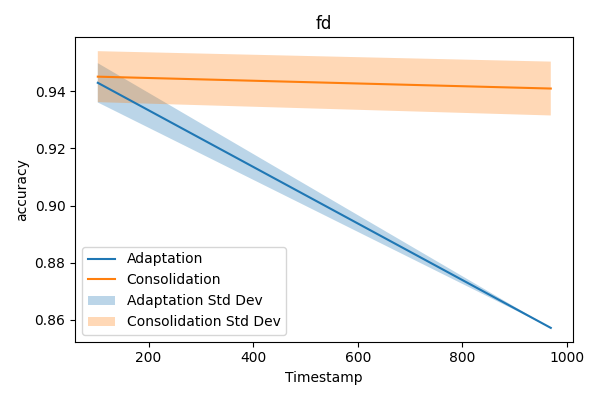 fd
accuracy
0.94
0.92
0.90
0.88
0.86
Adaptation
Consolidation
Adaptation Std Dev
Consolidation Std Dev
200
400
600
800
1000
Timestamp